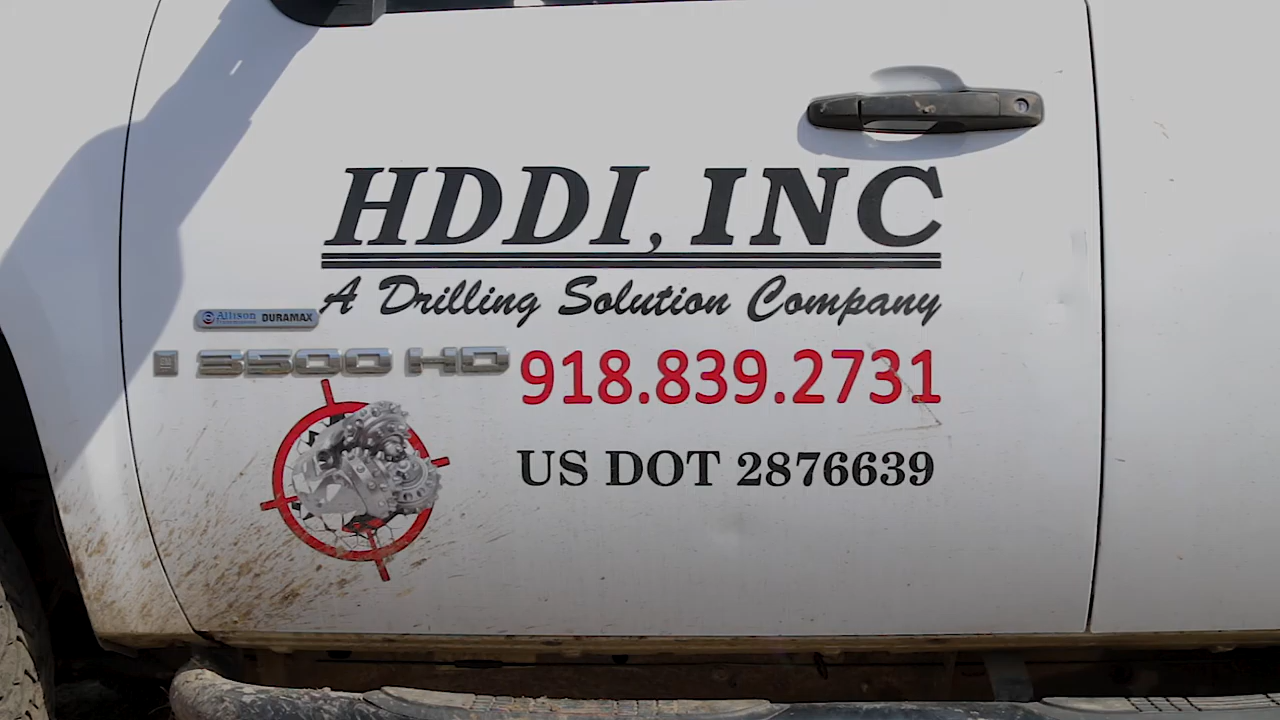 HDDI, INC
A Drilling Solution Company
Allison DURAMAX
3500 HD
918.839.2731
US DOT 2876639